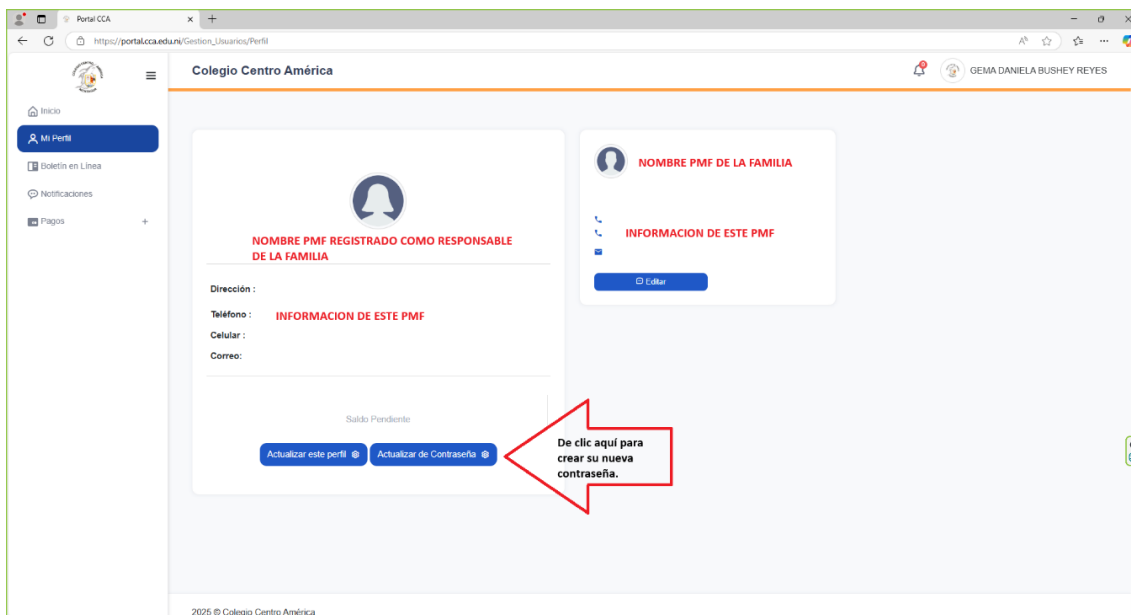 Portal CCA
https://portal.cca.edu.ni/Gestion_Usuarios/Perfil
Colegio Centro América
GEMA DANIELA BUSHEY REYES
Inicio
Mi Perfil
Boletín en Línea
Notificaciones
Pagos +
NOMBRE PMF REGISTRADO COMO RESPONSABLE
DE LA FAMILIA
Dirección :
Teléfono :
INFORMACION DE ESTE PMF
Celular :
Correo:
Saldo Pendiente
Actualizar este perfil
Actualizar de Contraseña
De clic aquí para
crear su nueva
contraseña.
NOMBRE PMF DE LA FAMILIA
INFORMACION DE ESTE PMF
Editar
2025 © Colegio Centro América